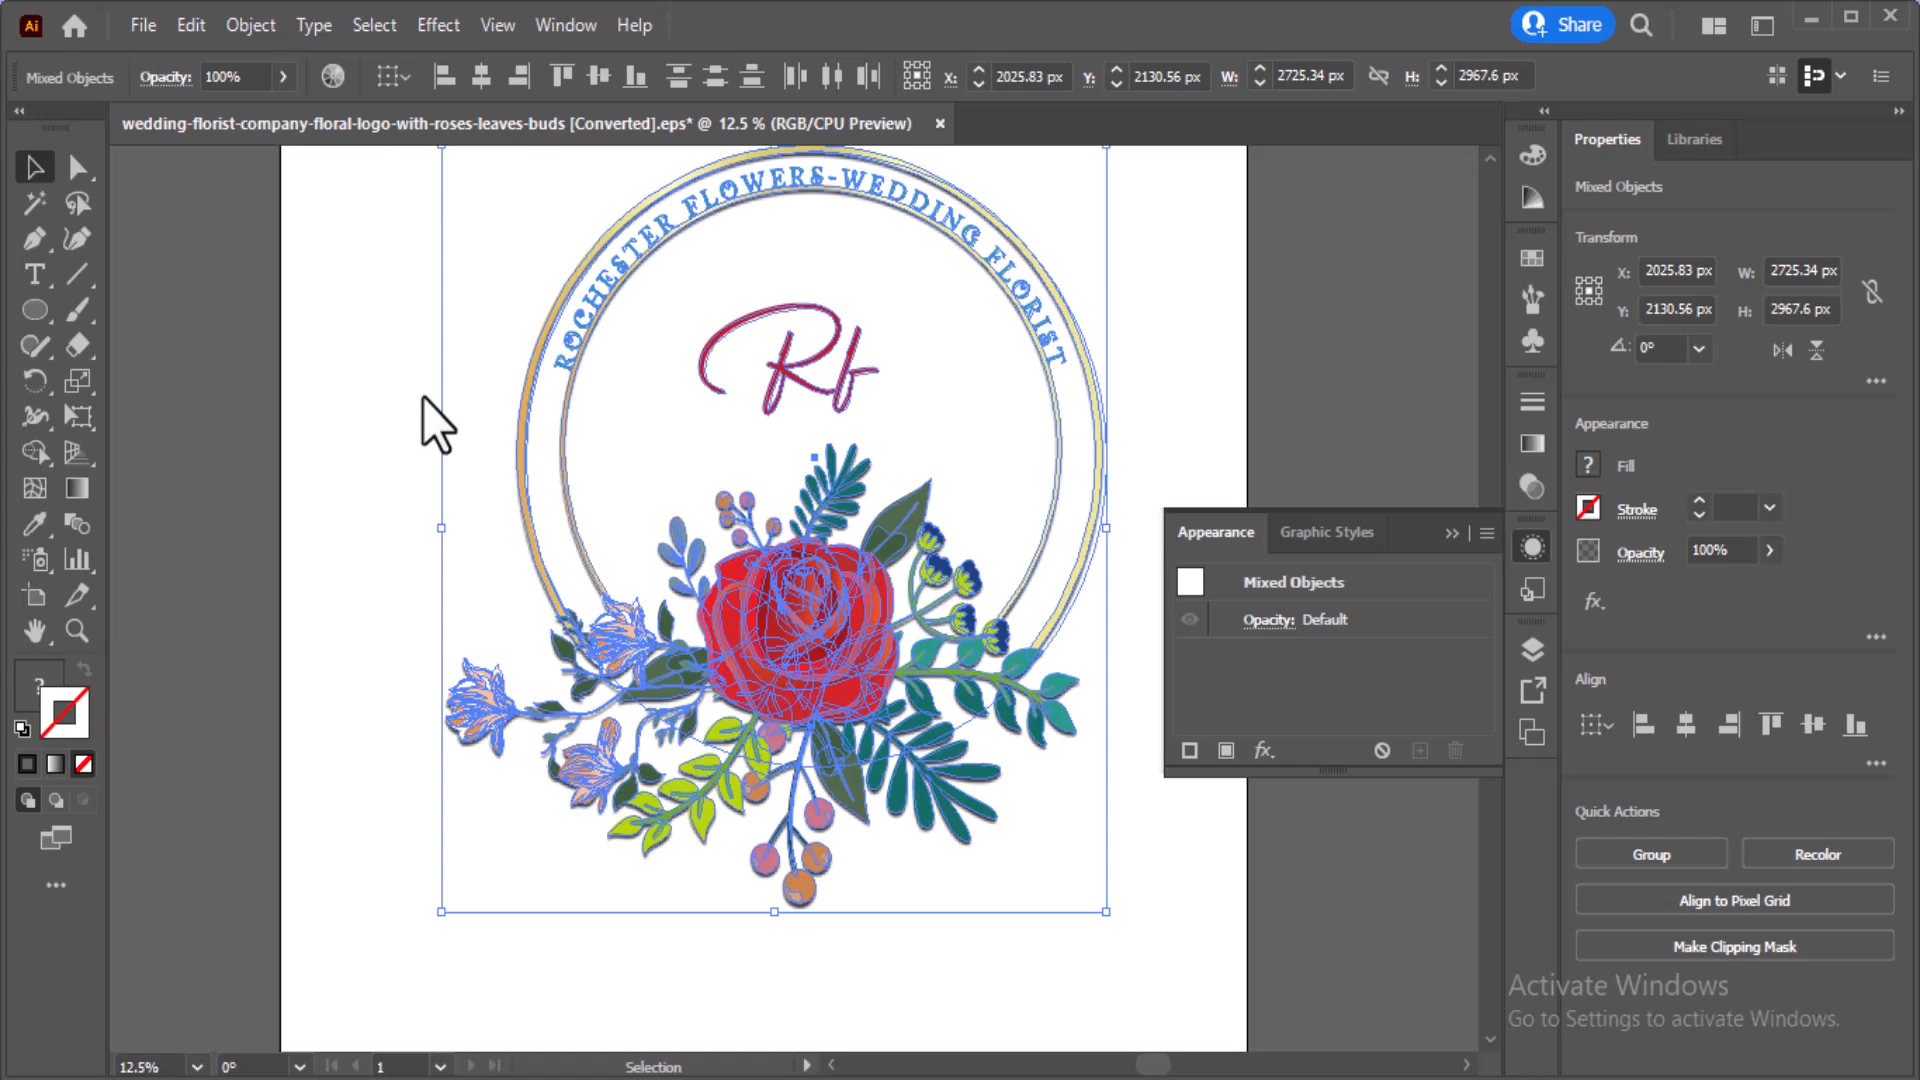 Ai
File Edit Object Type Select Effect View Window Help
Share
Mixed Objects Opacity: 100% X: 2025.83 px Y: 2130.56 px W: 2725.34 px H: 2967.6 px
wedding-florist-company-floral-logo-with-roses-leaves-buds [Converted].eps* @ 12.5 % (RGB/CPU Preview) ×
ROCHESTER FLOWERS-WEDDING FLORIST
Rf
Properties Libraries
Mixed Objects
Transform
X: 2025.83 px W: 2725.34 px
Y: 2130.56 px H: 2967.6 px
0°
Appearance
? Fill
Stroke
Opacity 100%
fx.
Align
Quick Actions
Group Recolor
Align to Pixel Grid
Make Clipping Mask
Appearance Graphic Styles
Mixed Objects
Opacity: Default
fx.
?
Activate Windows
Go to Settings to activate Windows.
12.5% 0° 1 Selection